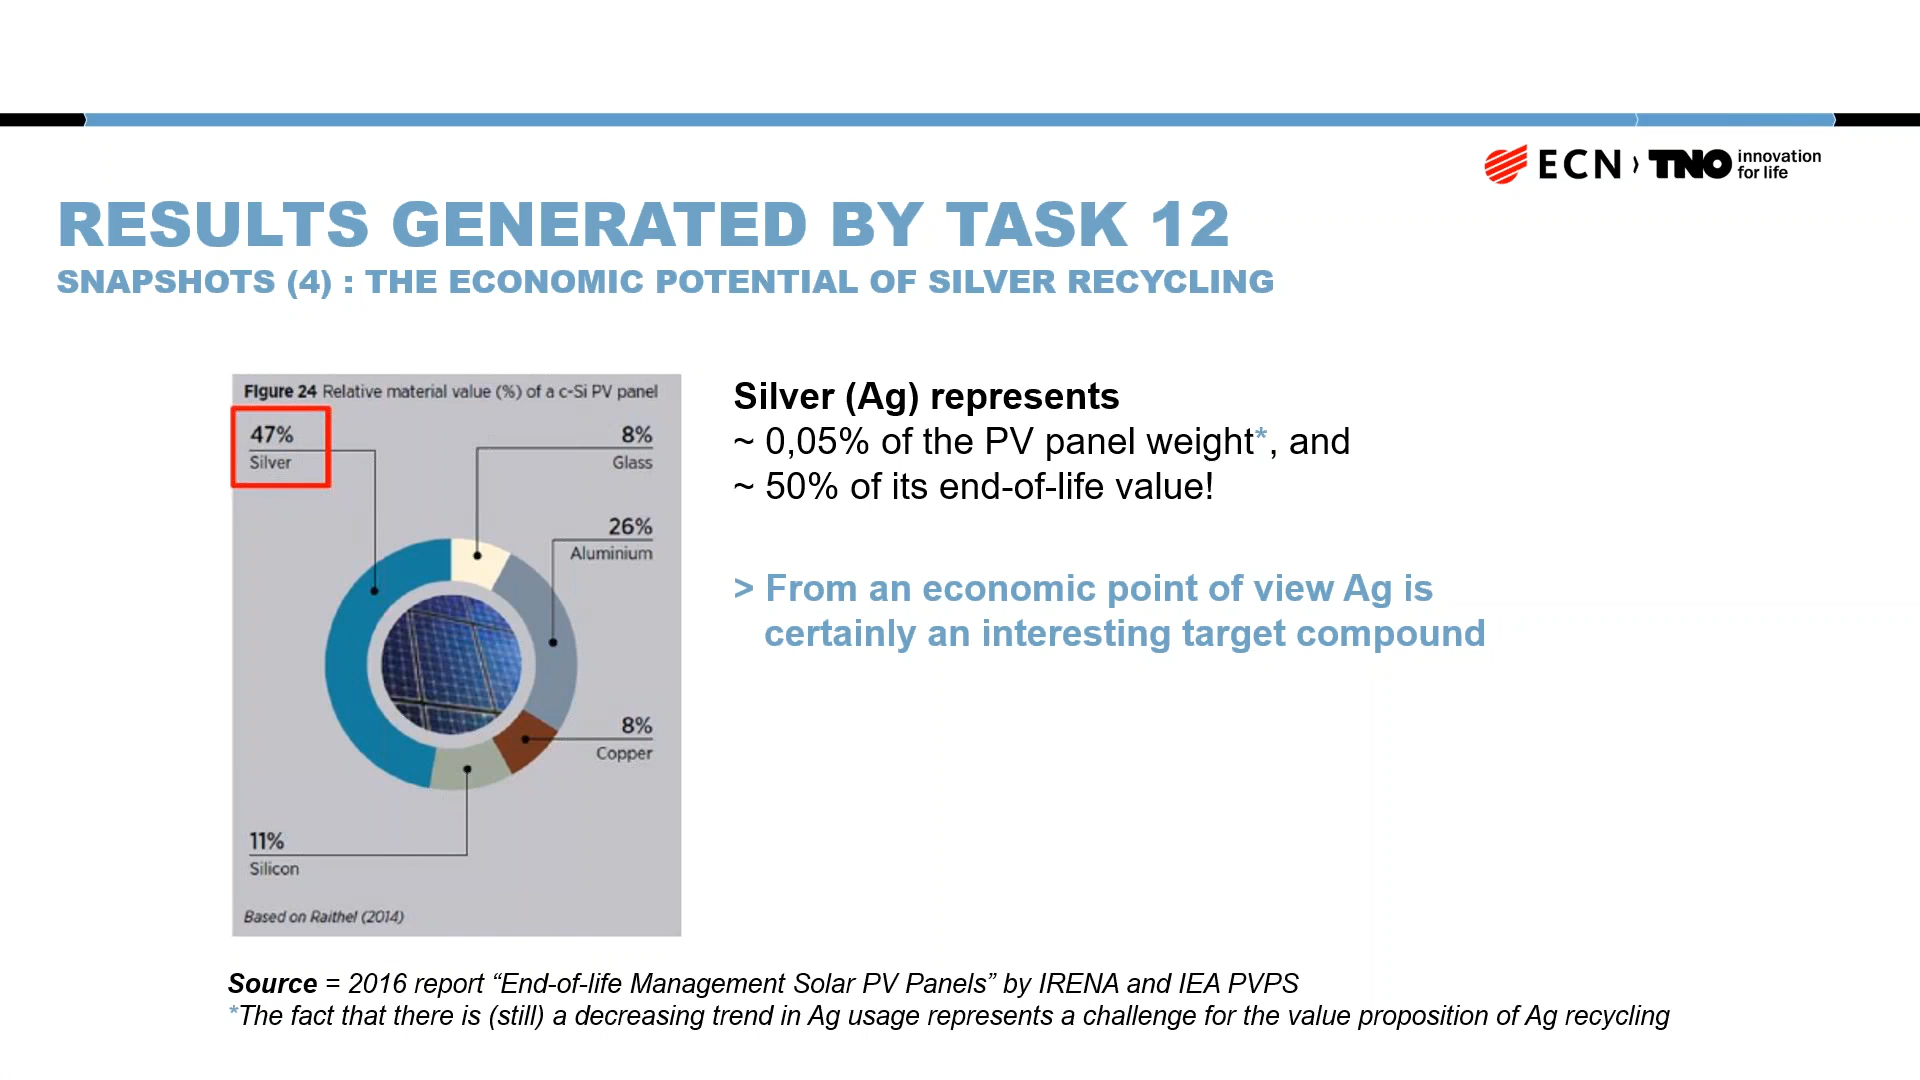 ECN > TNO innovation
for life
RESULTS GENERATED BY TASK 12
SNAPSHOTS (4) : THE ECONOMIC POTENTIAL OF SILVER RECYCLING
Figure 24 Relative material value (%) of a c-Si PV panel
47%
Silver
8%
Glass
26%
Aluminium
8%
Copper
11%
Silicon
Based on Raithel (2014)
Silver (Ag) represents
~ 0,05% of the PV panel weight*, and
~ 50% of its end-of-life value!
> From an economic point of view Ag is
certainly an interesting target compound
Source = 2016 report “End-of-life Management Solar PV Panels” by IRENA and IEA PVPS
*The fact that there is (still) a decreasing trend in Ag usage represents a challenge for the value proposition of Ag recycling